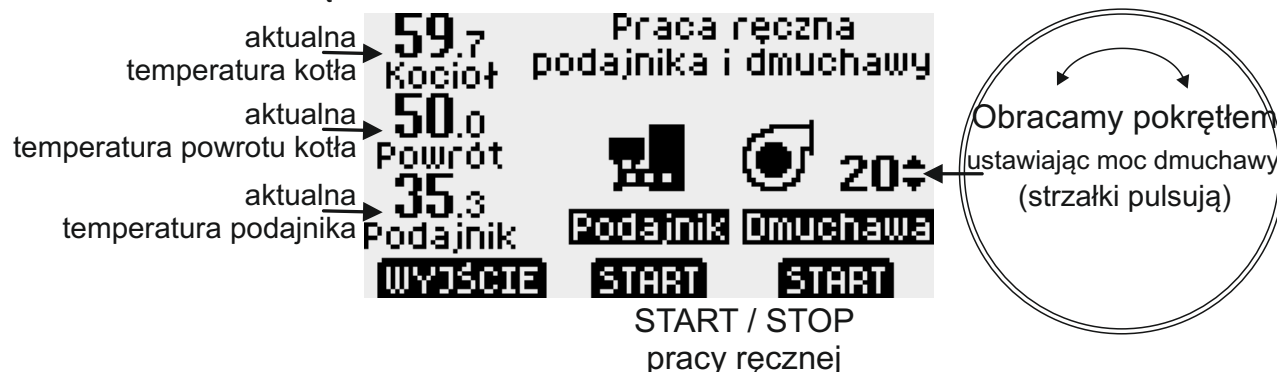 aktualna
temperatura kotła
aktualna
temperatura powrotu kotła
aktualna
temperatura podajnika
59.7
Kocioł
50.0
Powrót
35.3
Podajnik
WYJŚCIE
Praca ręczna
podajnika i dmuchawy
20
Podajnik Dmuchawa
START START
START / STOP
pracy ręcznej
Obracamy pokrętłem
ustawiając moc dmuchawy
(strzałki pulsują)